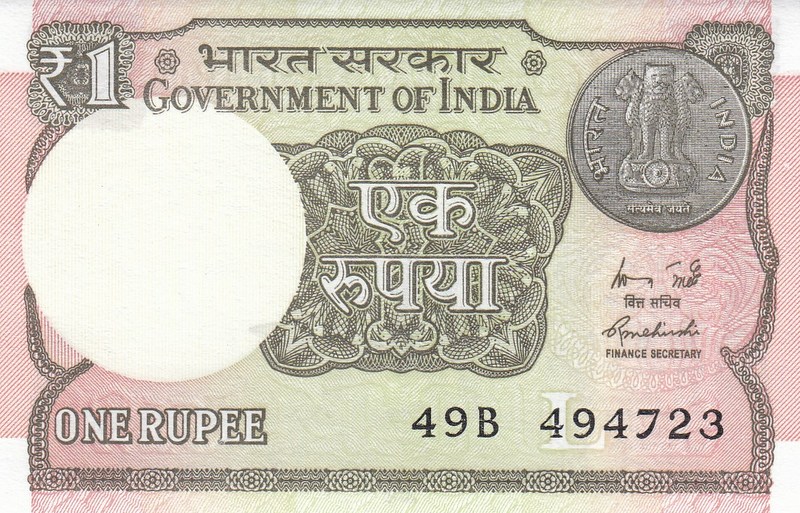 ₹1
भारत सरकार
GOVERNMENT OF INDIA
भारत
INDIA
सत्यमेव जयते
एक
रुपया
वित्त सचिव
FINANCE SECRETARY
ONE RUPEE
L
49B 494723